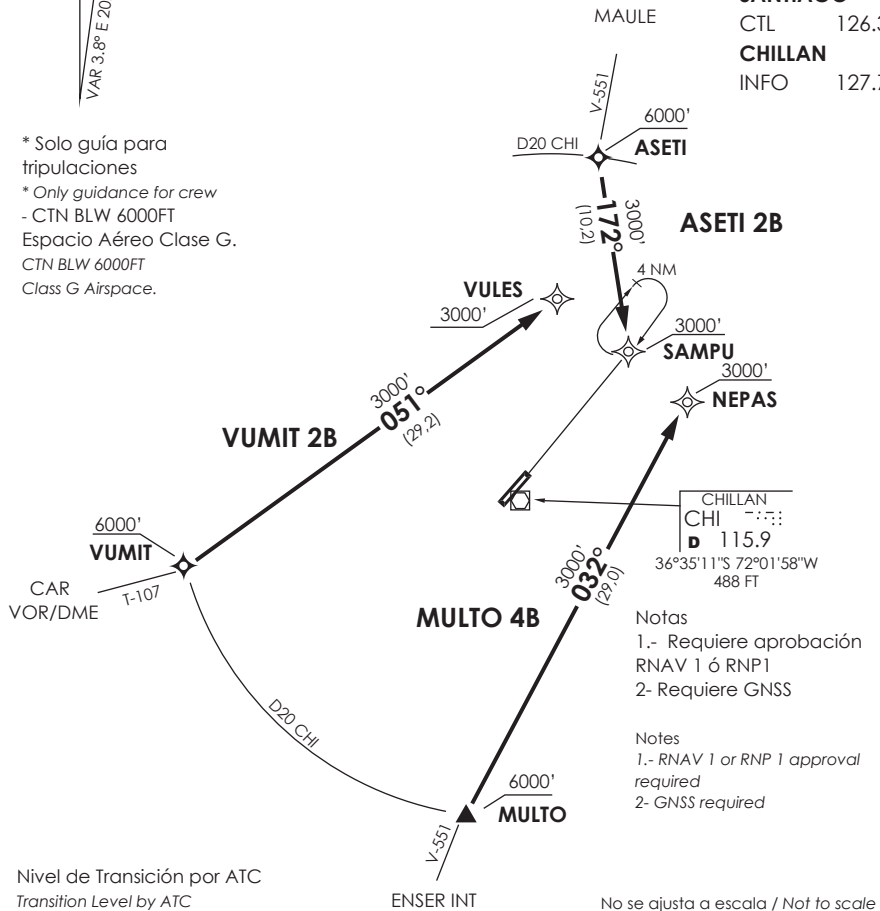 SANTIAGO
CTL 126.3
CHILLAN
INFO 127.7
VAR 3.8° E 20
MAULE
V-551
6000'
D20 CHI
ASETI
* Solo guía para
tripulaciones
* Only guidance for crew
- CTN BLW 6000FT
Espacio Aéreo Clase G.
CTN BLW 6000FT
Class G Airspace.
3000'
172°
(10,2)
ASETI 2B
4 NM
VULES
3000'
3000'
SAMPU
3000'
NEPAS
3000'
051°
(29,2)
VUMIT 2B
6000'
VUMIT
CAR
VOR/DME
T-107
CHILLAN
CHI
D 115.9
36°35'11"S 72°01'58"W
488 FT
3000'
032°
(29,0)
MULTO 4B
Notas
1.- Requiere aprobación
RNAV 1 ó RNP1
2- Requiere GNSS
Notes
1.- RNAV 1 or RNP 1 approval
required
2- GNSS required
D20 CHI
6000'
MULTO
V-551
ENSER INT
Nivel de Transición por ATC
Transition Level by ATC
No se ajusta a escala / Not to scale